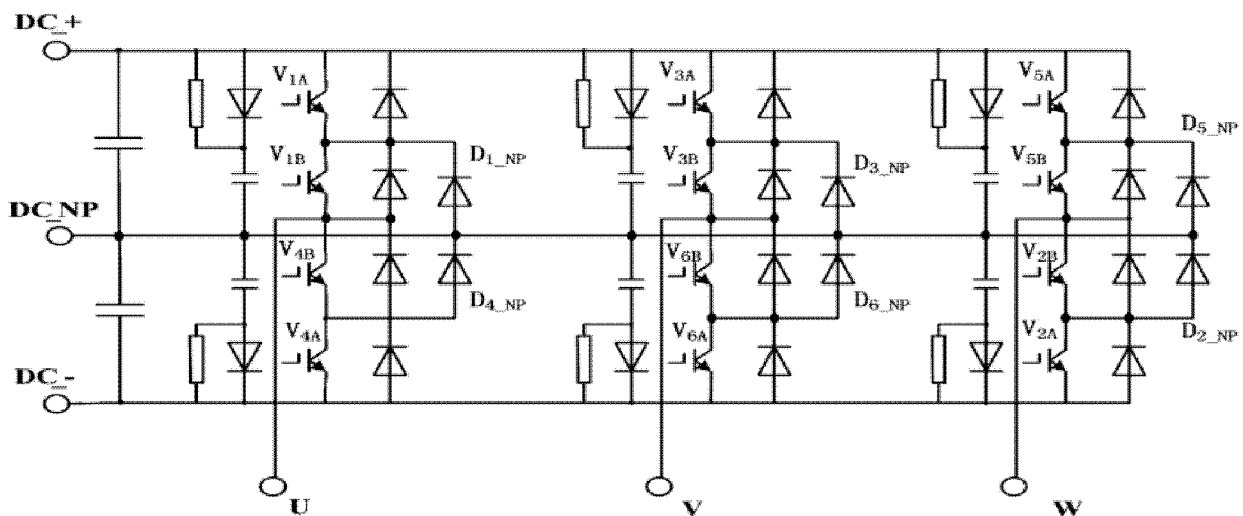 DC_+
V1A
V3A
V5A
D5_NP
V1B
D1_NP
V3B
D3_NP
V5B
DC_NP
V4B
V6B
V2B
D4_NP
D6_NP
V4A
V6A
V2A
D2_NP
DC_-
U
V
W